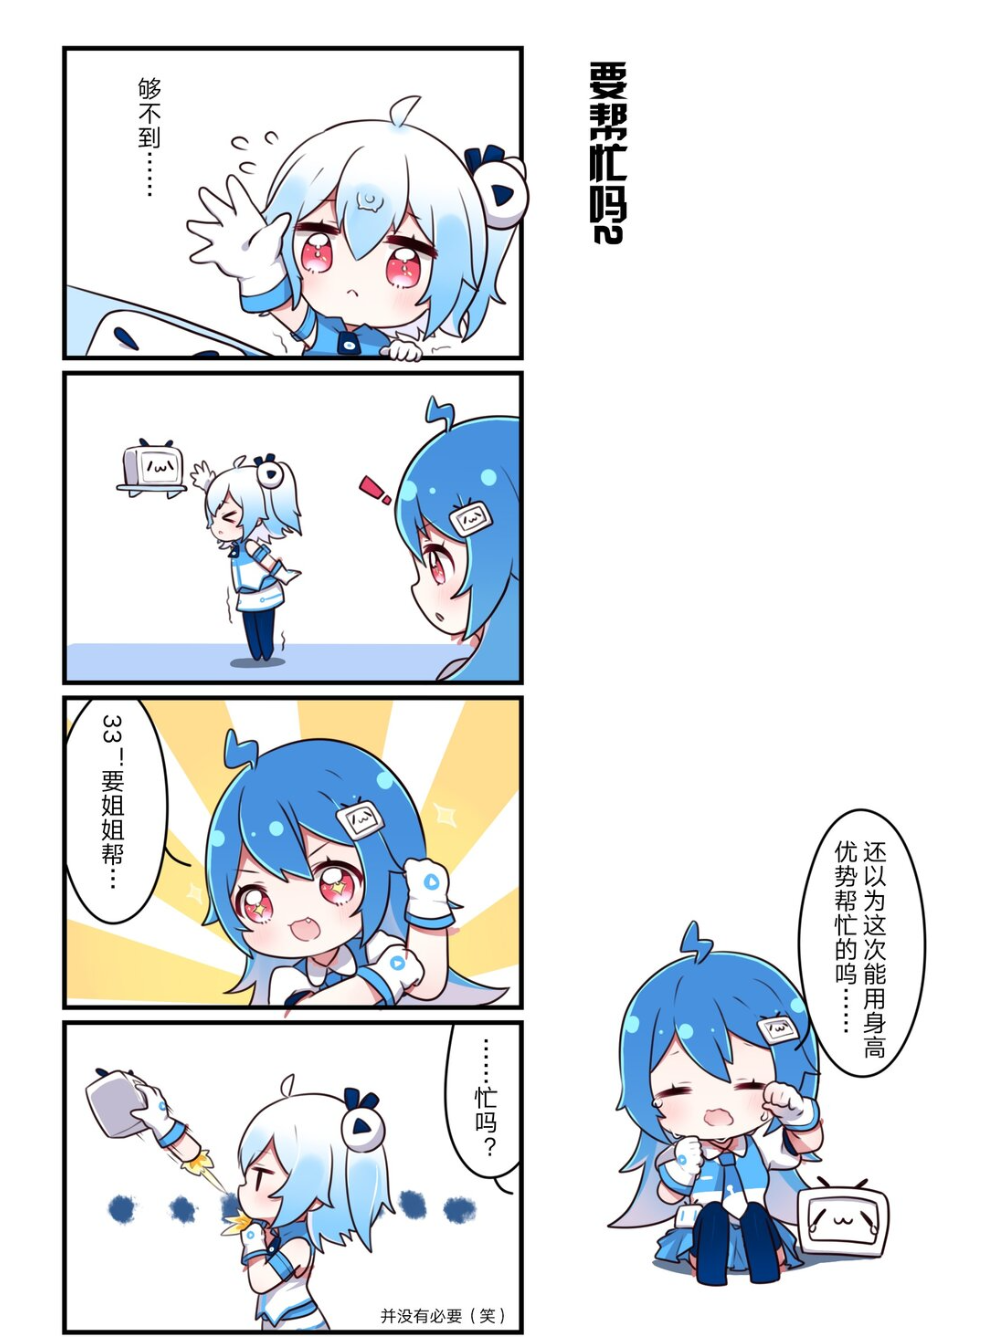 要帮忙吗?
够不到……
33！要姐姐帮…
……忙吗？
并没有必要（笑）
还以为这次能用身高
优势帮忙的呜……